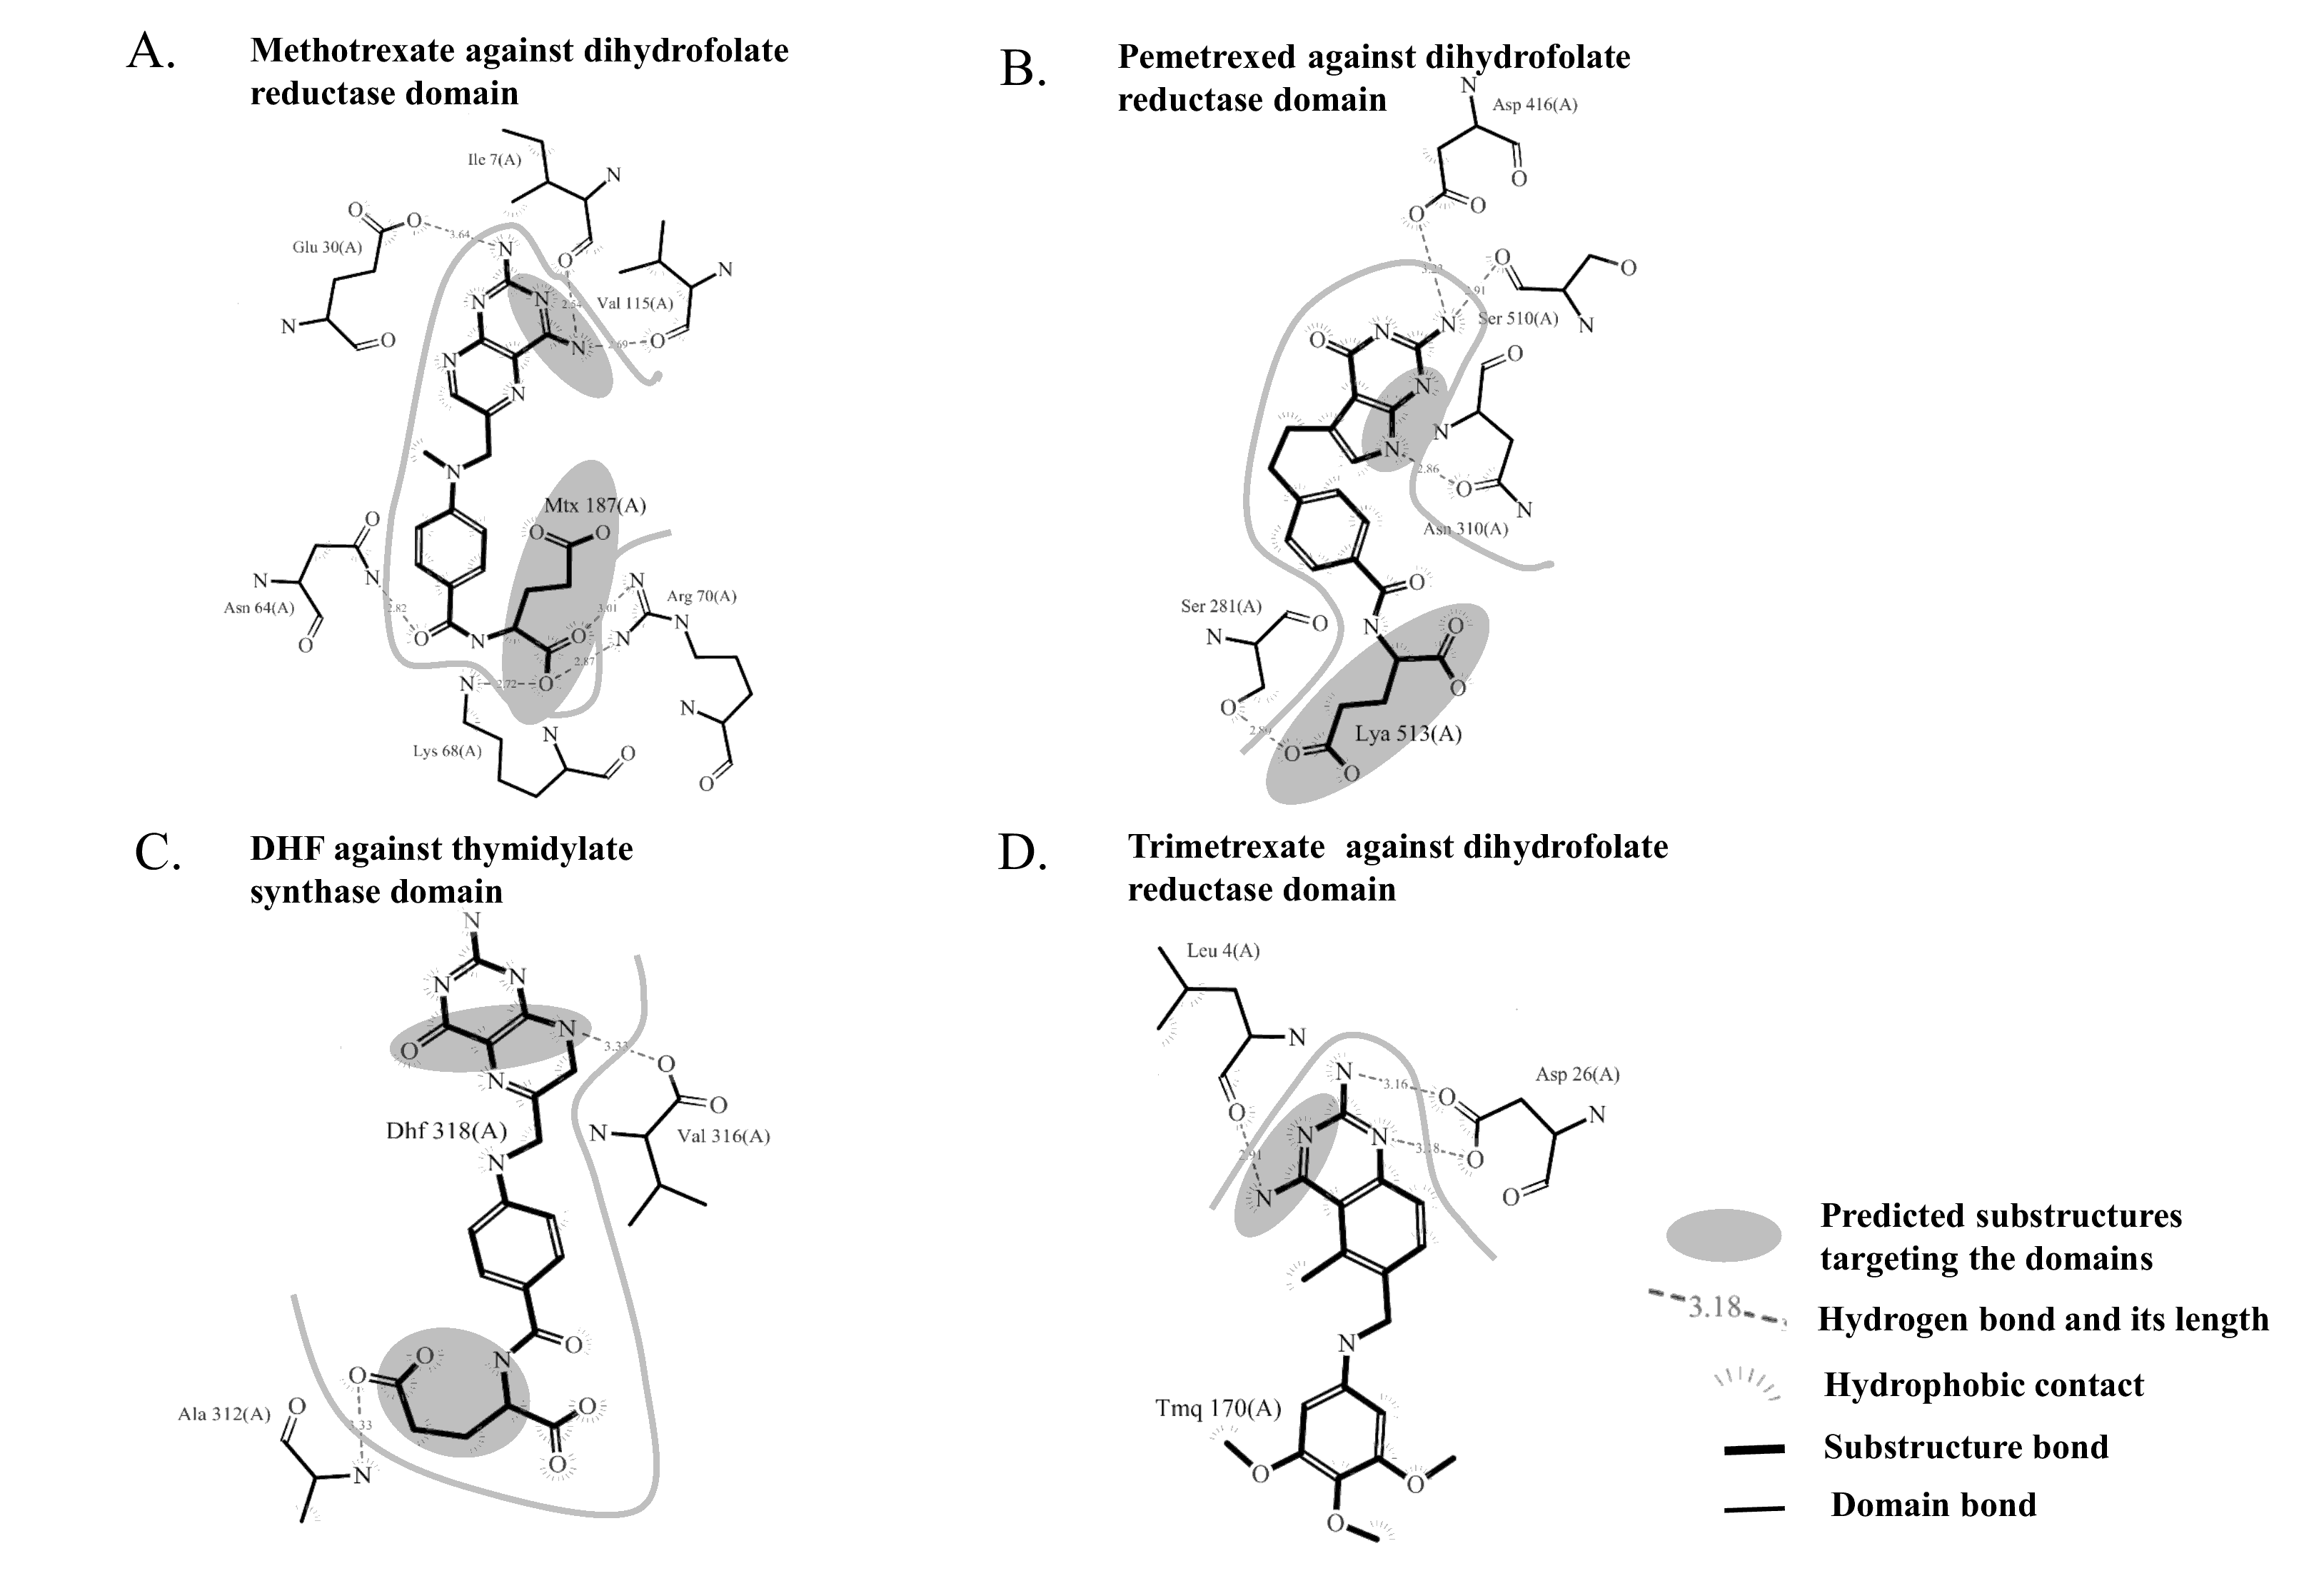 A.
Methotrexate against dihydrofolate
reductase domain
Ile 7(A)
N
O
O
3.64
Glu 30(A)
N
O
N
N
N
2.54
Val 115(A)
N
O
N
O
N
2.69
O
N
N
N
Mtx 187(A)
O
O
O
N
N
Asn 64(A)
O
2.82
O
N
O
O
3.01
N
N
N
Arg 70(A)
2.87
N
2.72
N
O
Lys 68(A)
N
O
O
B.
Pemetrexed against dihydrofolate
reductase domain
N
Asp 416(A)
O
O
O
O
O
N
2.91
Ser 510(A)
O
N
N
N
N
O
N
2.86
O
N
Asn 310(A)
O
N
Ser 281(A)
N
O
O
O
O
O
O
Lya 513(A)
C.
DHF against thymidylate
synthase domain
N
N
N
O
N
3.33
O
N
O
N
Val 316(A)
Dhf 318(A)
N
O
N
O
O
O
O
Ala 312(A)
O
3.33
N
D.
Trimetrexate against dihydrofolate
reductase domain
Leu 4(A)
N
O
2.91
N
N
N
N
3.16
O
3.18
O
Asp 26(A)
N
O
N
Tmq 170(A)
O
O
O
Predicted substructures
targeting the domains
3.18
Hydrogen bond and its length
Hydrophobic contact
Substructure bond
Domain bond